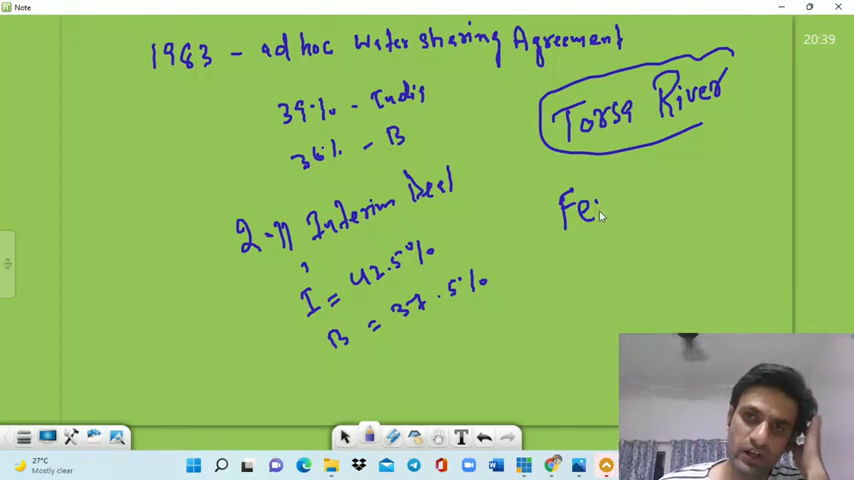 Note
20:39
1983 - ad hoc Water Sharing Agreement
39% - India
36% - B
Torsa River
Interim Deal
Fe
I = 42.5%
B = 37.5%
27°C
Mostly clear